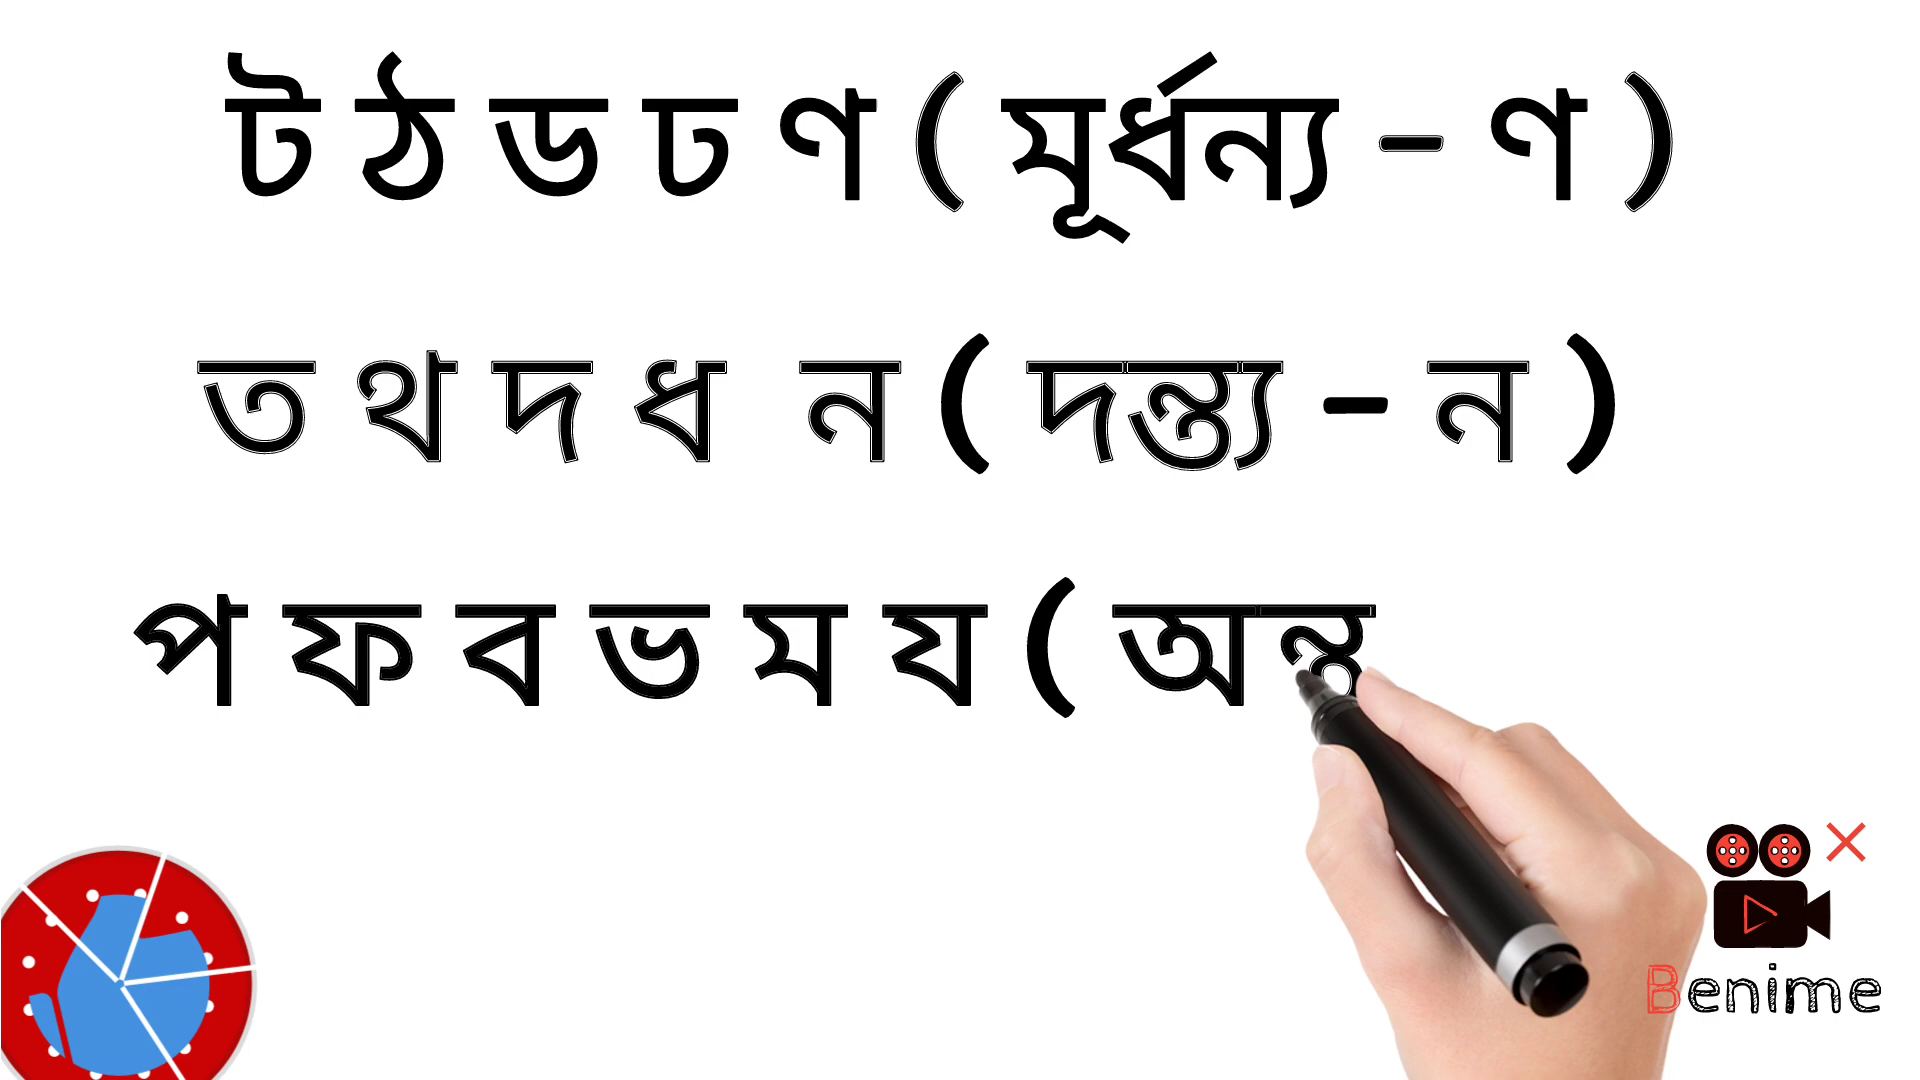 ট ঠ ড ঢ ণ ( মূর্ধন্য - ণ )
ত থ দ ধ ন ( দন্ত্য - ন )
প ফ ব ভ ম য ( অন্ত
Benime